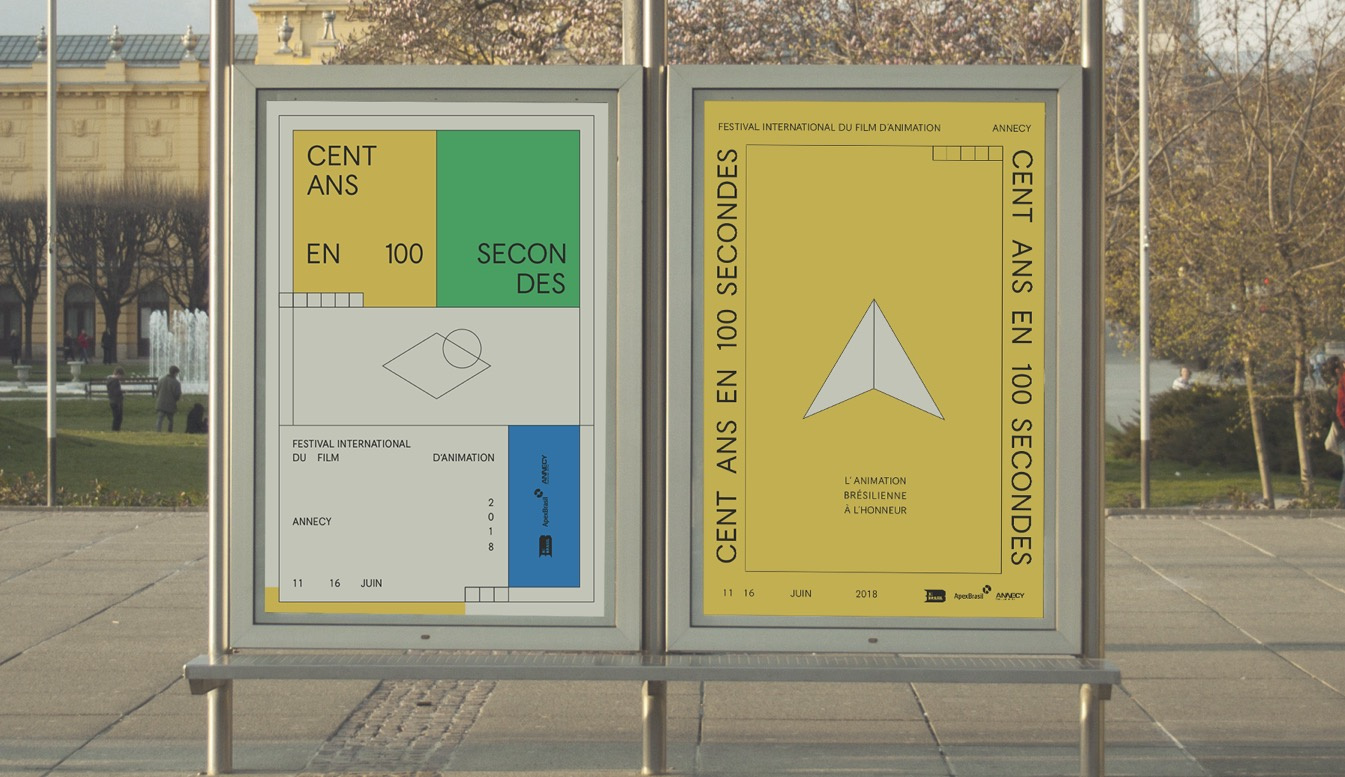 CENT
ANS
EN 100
SECON
DES
FESTIVAL INTERNATIONAL
DU FILM D'ANIMATION
ANNECY
2
0
1
8
11 16 JUIN
ApexBrasil
ANNECY
FESTIVAL INTERNATIONAL DU FILM D'ANIMATION ANNECY
CENT ANS EN 100 SECONDES
CENT ANS EN 100 SECONDES
L'ANIMATION
BRÉSILIENNE
À L'HONNEUR
11 16 JUIN 2018
ApexBrasil
ANNECY